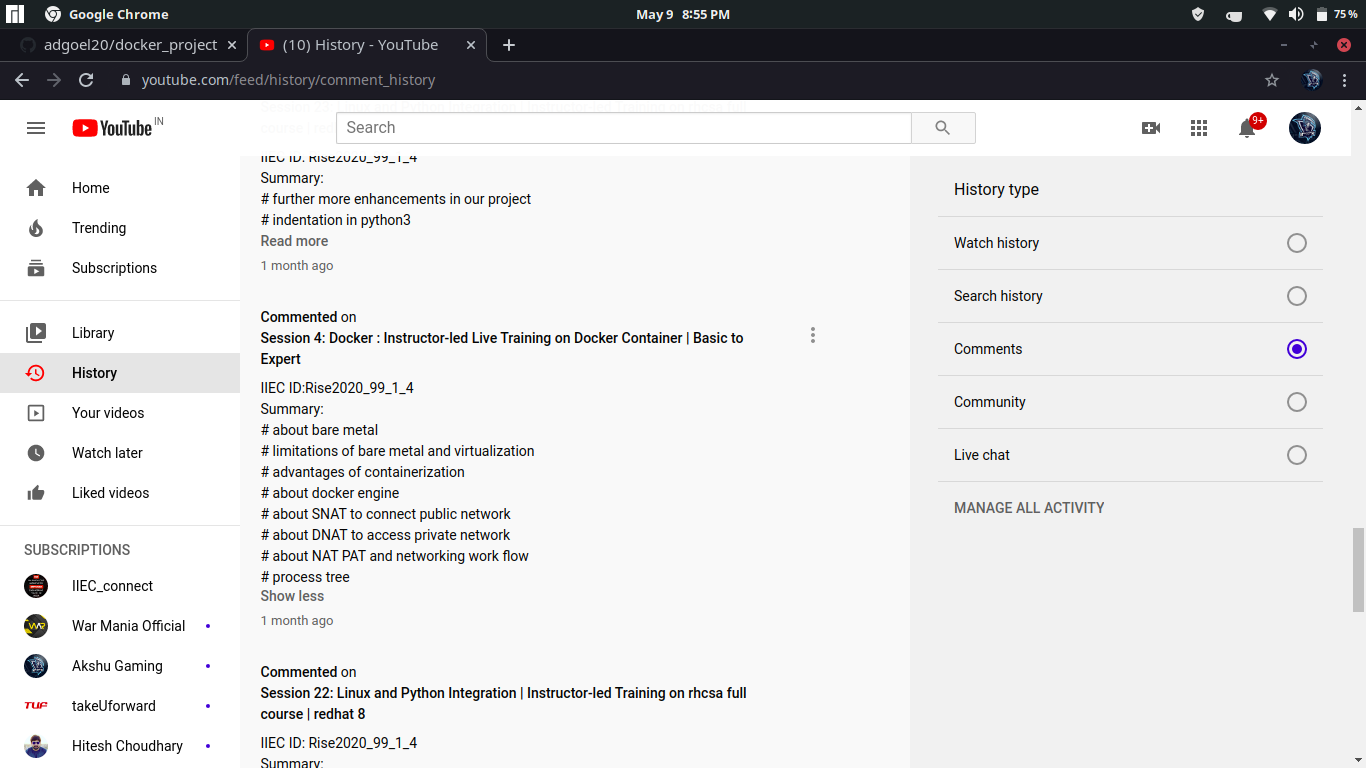 Google Chrome
May 9 8:55 PM
75 %
adgoel20/docker_project
(10) History - YouTube
youtube.com/feed/history/comment_history
YouTube IN
Search
9+
Home
Trending
Subscriptions
Library
History
Your videos
Watch later
Liked videos
SUBSCRIPTIONS
IIEC_connect
War Mania Official
Akshu Gaming
TUF
takeUforward
Hitesh Choudhary
IIEC ID: Rise2020_99_1_4
Summary:
# further more enhancements in our project
# indentation in python3
Read more
1 month ago
Commented on
Session 4: Docker : Instructor-led Live Training on Docker Container | Basic to
Expert
IIEC ID:Rise2020_99_1_4
Summary:
# about bare metal
# limitations of bare metal and virtualization
# advantages of containerization
# about docker engine
# about SNAT to connect public network
# about DNAT to access private network
# about NAT PAT and networking work flow
# process tree
Show less
1 month ago
Commented on
Session 22: Linux and Python Integration | Instructor-led Training on rhcsa full
course | redhat 8
IIEC ID: Rise2020_99_1_4
Summary:
History type
Watch history
Search history
Comments
Community
Live chat
MANAGE ALL ACTIVITY